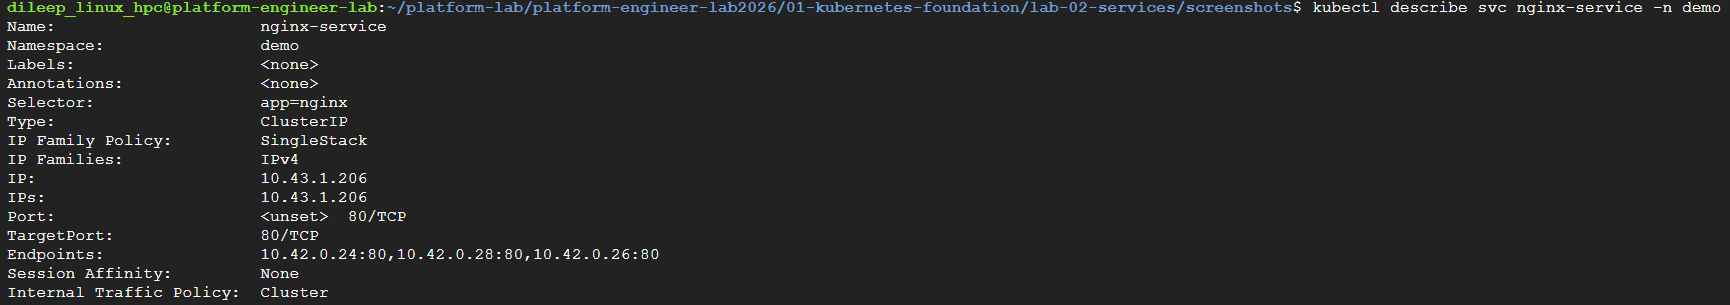 dileep_linux_hpc@platform-engineer-lab:~/platform-lab/platform-engineer-lab2026/01-kubernetes-foundation/lab-02-services/screenshots$ kubectl describe svc nginx-service -n demo
Name:                     nginx-service
Namespace:                demo
Labels:                   <none>
Annotations:              <none>
Selector:                 app=nginx
Type:                     ClusterIP
IP Family Policy:         SingleStack
IP Families:              IPv4
IP:                       10.43.1.206
IPs:                      10.43.1.206
Port:                     <unset>  80/TCP
TargetPort:               80/TCP
Endpoints:                10.42.0.24:80,10.42.0.28:80,10.42.0.26:80
Session Affinity:         None
Internal Traffic Policy:  Cluster